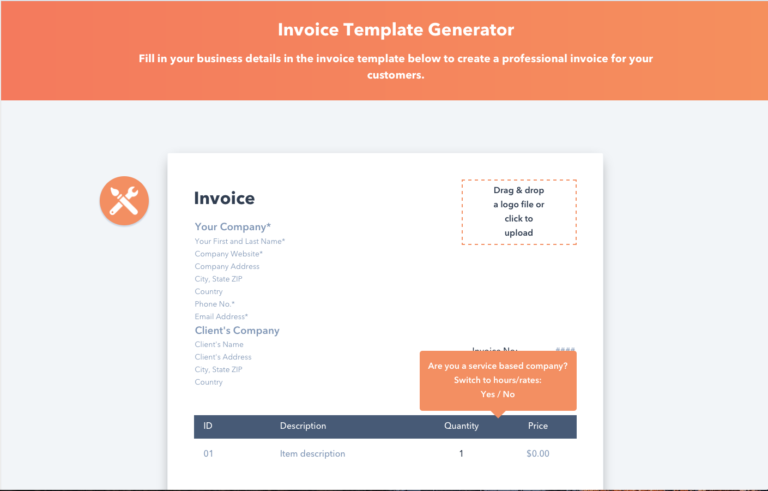 Invoice Template Generator
Fill in your business details in the invoice template below to create a professional invoice for your
customers.
Invoice
Drag & drop
a logo file or
click to
upload
Your Company*
Your First and Last Name*
Company Website*
Company Address
City, State ZIP
Country
Phone No.*
Email Address*
Client's Company
Client's Name
Client's Address
City, State ZIP
Country
Invoice No: ####
Are you a service based company?
Switch to hours/rates:
Yes / No
ID Description Quantity Price
01 Item description 1 $0.00